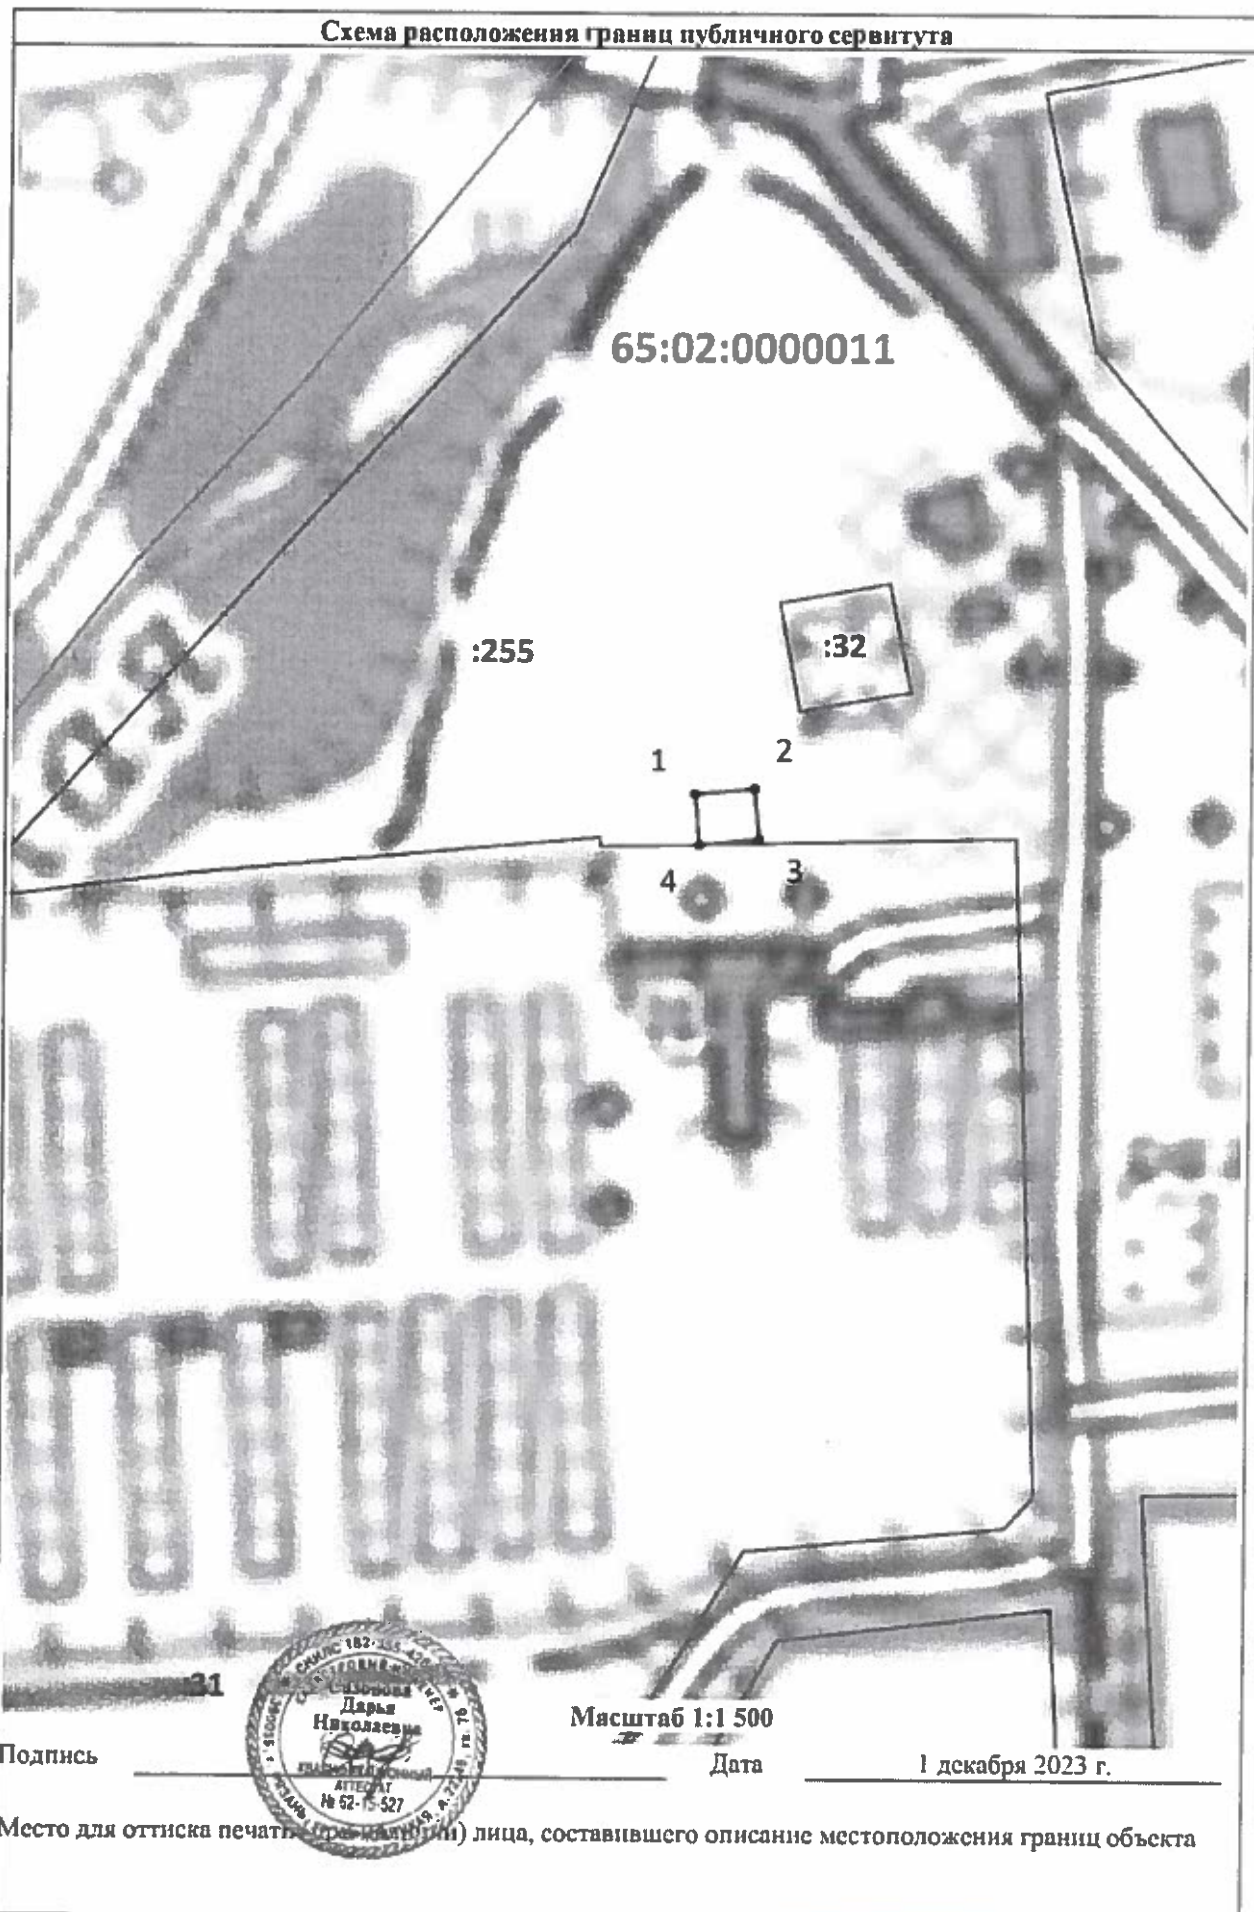 Схема расположения границ публичного сервитута
65:02:0000011
:255
:32
1
2
4
3
:31
Дарья
Николаевна
АТТЕСТАТ
№ 62-15-527
Масштаб 1:1 500
Подпись
Дата
1 декабря 2023 г.
Место для оттиска печати лица, составившего описание местоположения границ объекта